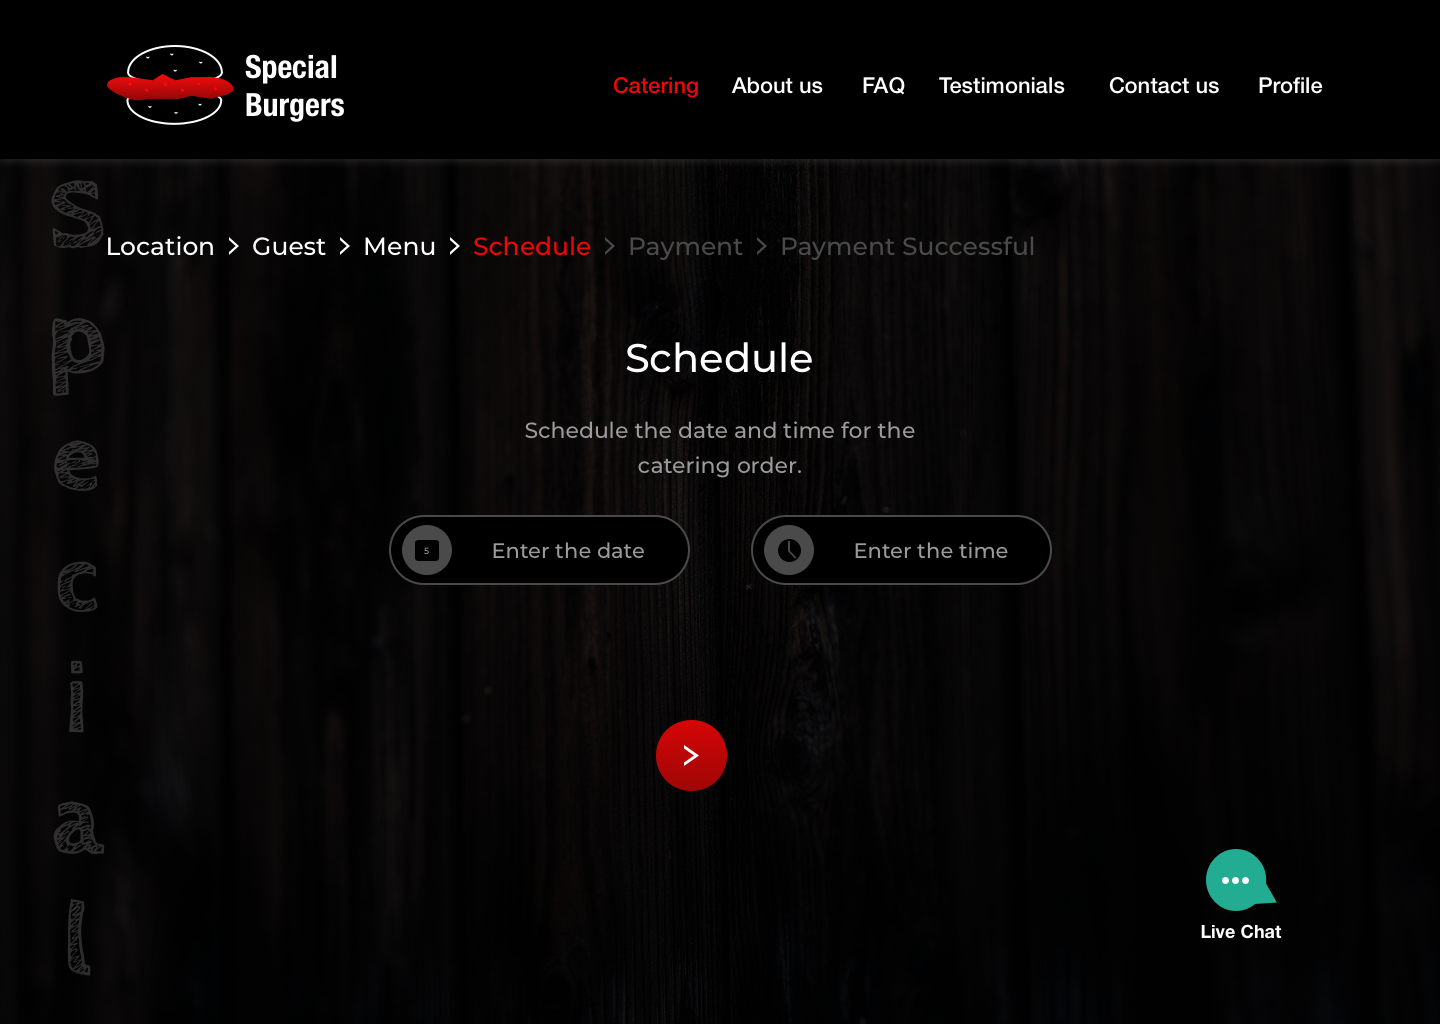 Special
Burgers
Catering About us FAQ Testimonials Contact us Profile
Location > Guest > Menu > Schedule > Payment > Payment Successful
Special
Schedule
Schedule the date and time for the
catering order.
5 Enter the date
Enter the time
>
Live Chat